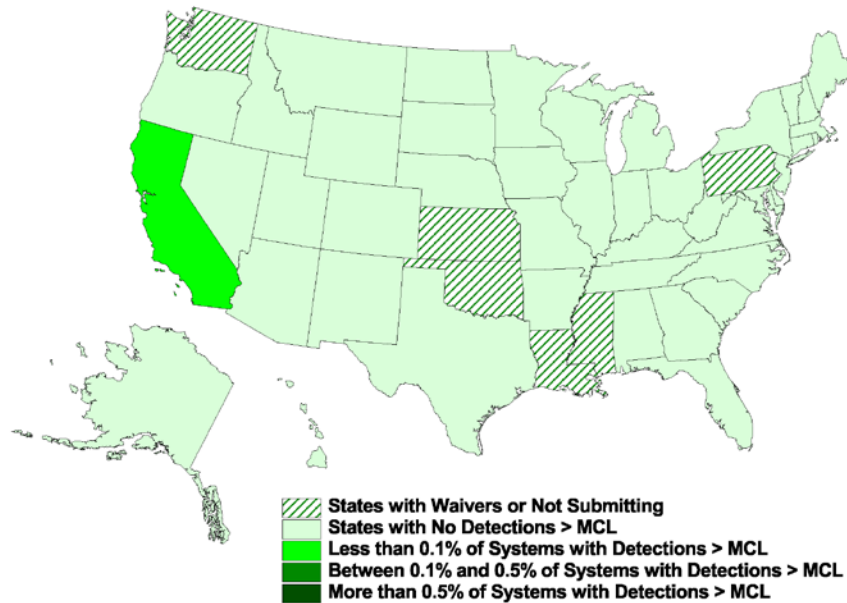 States with Waivers or Not Submitting
States with No Detections > MCL
Less than 0.1% of Systems with Detections > MCL
Between 0.1% and 0.5% of Systems with Detections > MCL
More than 0.5% of Systems with Detections > MCL